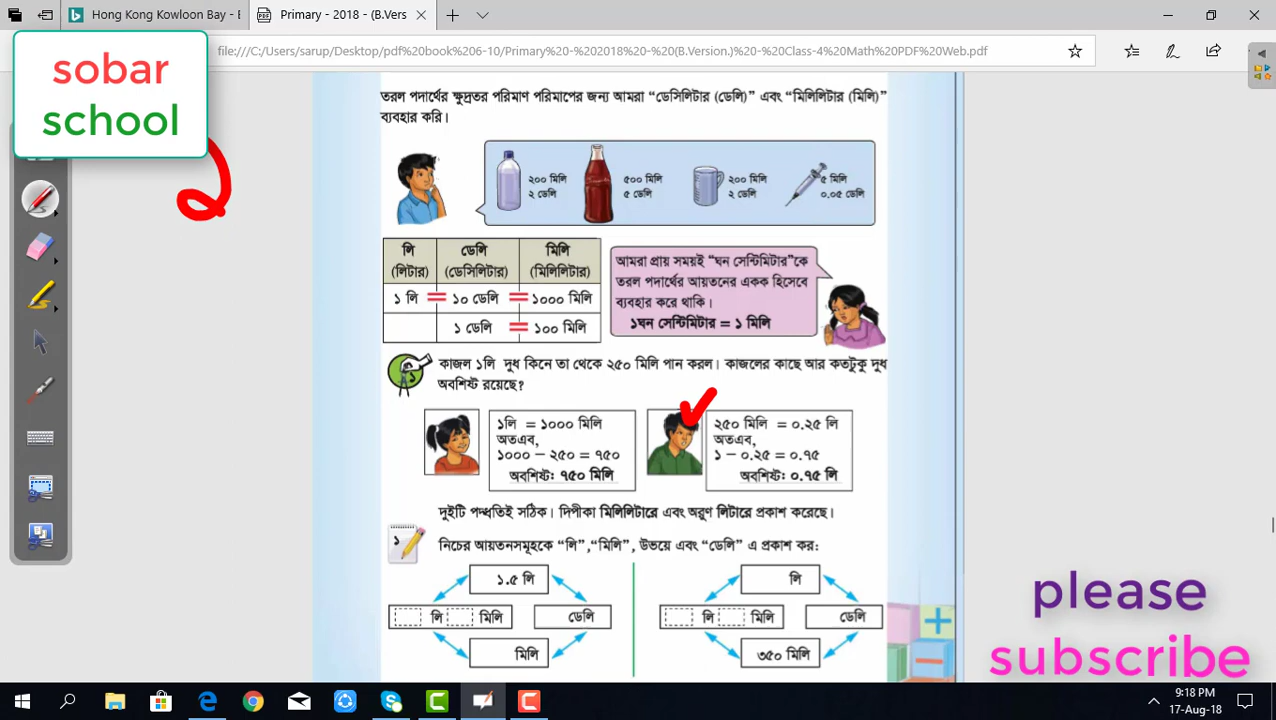 Hong Kong Kowloon Bay - E
Primary - 2018 - (B.Vers
file:///C:/Users/sarup/Desktop/pdf%20book%206-10/Primary%20-%202018%20-%20(B.Version.)%20-%20Class-4%20Math%20PDF%20Web.pdf
sobar
school
তরল পদার্থের ক্ষুদ্রতর পরিমাণ পরিমাপের জন্য আমরা “ডেসিলিটার (ডেলি)” এবং “মিলিলিটার (মিলি)”
ব্যবহার করি।
২০০ মিলি
২ ডেলি
৫০০ মিলি
৫ ডেলি
২০০ মিলি
২ ডেলি
৫ মিলি
০.০৫ ডেলি
লি
(লিটার)
ডেলি
(ডেসিলিটার)
মিলি
(মিলিলিটার)
১ লি = ১০ ডেলি = ১০০০ মিলি
১ ডেলি = ১০০ মিলি
আমরা প্রায় সময়ই “ঘন সেন্টিমিটার”কে
তরল পদার্থের আয়তনের একক হিসেবে
ব্যবহার করে থাকি।
১ঘন সেন্টিমিটার = ১ মিলি
১
কাজল ১লি দুধ কিনে তা থেকে ২৫০ মিলি পান করল। কাজলের কাছে আর কতটুকু দুধ
অবশিষ্ট রয়েছে?
১লি = ১০০০ মিলি
অতএব,
১০০০ – ২৫০ = ৭৫০
অবশিষ্ট: ৭৫০ মিলি
২৫০ মিলি = ০.২৫ লি
অতএব,
১ – ০.২৫ = ০.৭৫
অবশিষ্ট: ০.৭৫ লি
দুইটি পদ্ধতিই সঠিক। দিপীকা মিলিলিটারে এবং অরুণ লিটারে প্রকাশ করেছে।
১
নিচের আয়তনসমূহকে “লি”,“মিলি”, উভয়ে এবং “ডেলি” এ প্রকাশ কর:
১.৫ লি
লি মিলি
ডেলি
মিলি
লি
লি মিলি
ডেলি
৩৫০ মিলি
please
subscribe
9:18 PM
17-Aug-18